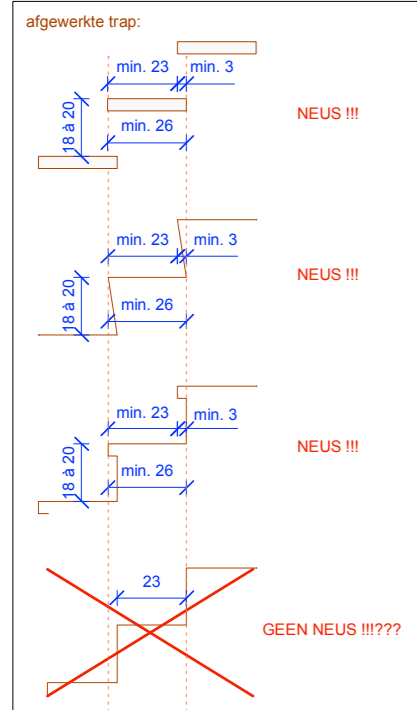 afgewerkte trap:
min. 23 min. 3
18 à 20
min. 26
NEUS !!!
min. 23 min. 3
18 à 20
min. 26
NEUS !!!
min. 23 min. 3
18 à 20
min. 26
NEUS !!!
23
GEEN NEUS !!!???